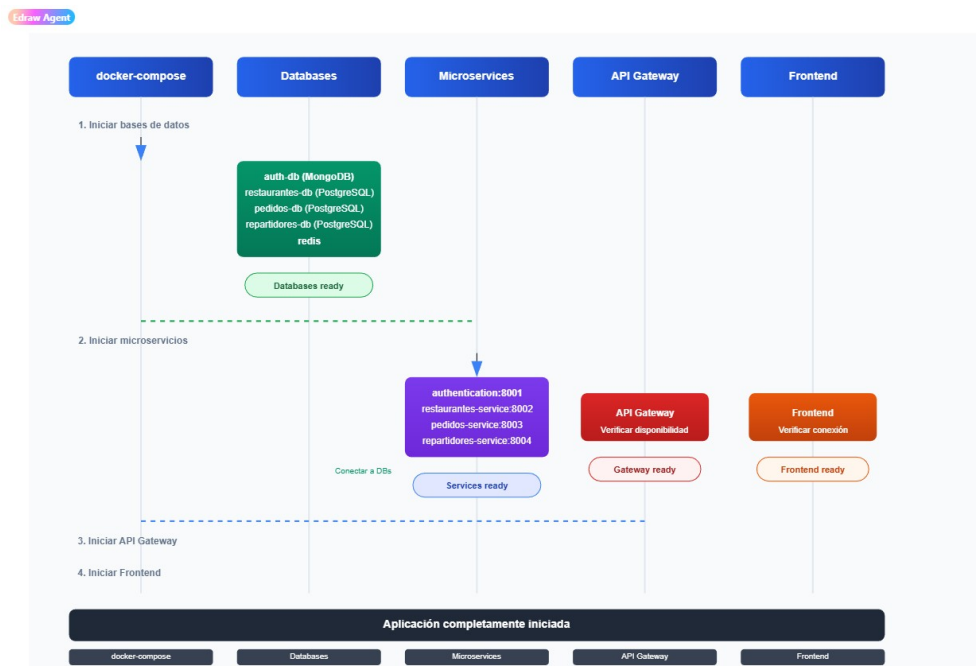 Edraw Agent
docker-compose
Databases
Microservices
API Gateway
Frontend
1. Iniciar bases de datos
auth-db (MongoDB)
restaurantes-db (PostgreSQL)
pedidos-db (PostgreSQL)
repartidores-db (PostgreSQL)
redis
Databases ready
2. Iniciar microservicios
authentication:8001
restaurantes-service:8002
pedidos-service:8003
repartidores-service:8004
API Gateway
Verificar disponibilidad
Frontend
Verificar conexión
Conectar a DBs
Services ready
Gateway ready
Frontend ready
3. Iniciar API Gateway
4. Iniciar Frontend
Aplicación completamente iniciada
docker-compose
Databases
Microservices
API Gateway
Frontend